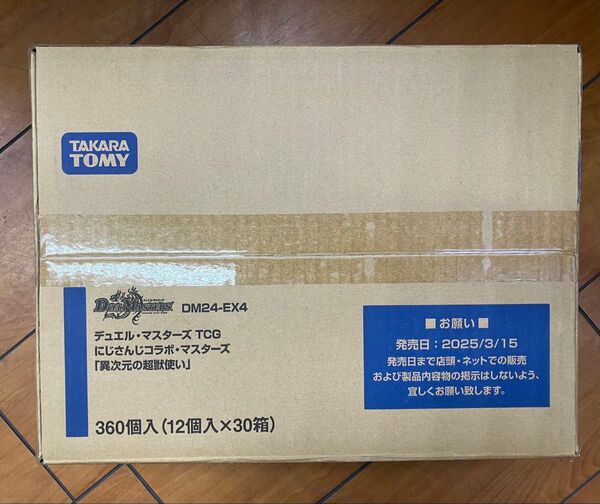 TAKARA
TOMY
DUEL MASTERS
DM24-EX4
デュエル・マスターズ TCG
にじさんじコラボ・マスターズ
「異次元の超獣使い」
360個入（12個入×30箱）
■ お願い ■
発売日：2025/3/15
発売日まで店頭・ネットでの販売
および製品内容物の掲示はしないよう、
宜しくお願い致します。